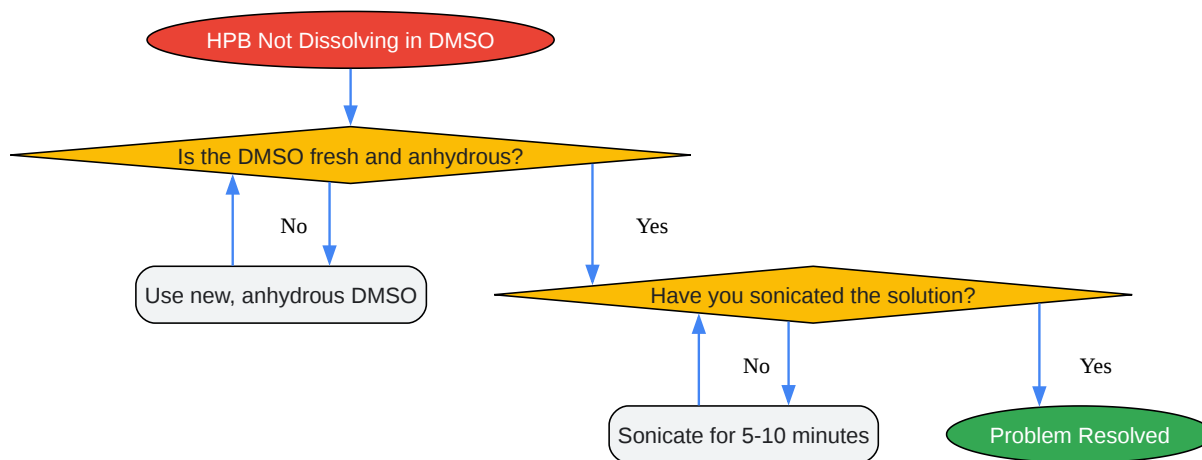 HPB Not Dissolving in DMSO
Is the DMSO fresh and anhydrous?
No
Yes
Use new, anhydrous DMSO
Have you sonicated the solution?
No
Yes
Sonicate for 5-10 minutes
Problem Resolved